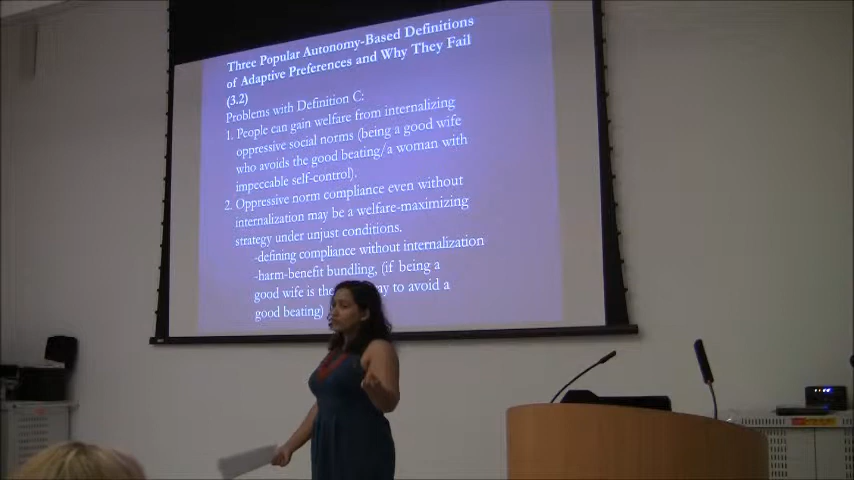 Three Popular Autonomy-Based Definitions
of Adaptive Preferences and Why They Fail
(3.2)
Problems with Definition C:
1. People can gain welfare from internalizing
oppressive social norms (being a good wife
who avoids the good beating/a woman with
impeccable self-control).
2. Oppressive norm compliance even without
internalization may be a welfare-maximizing
strategy under unjust conditions.
-defining compliance without internalization
-harm-benefit bundling, (if being a
good wife is the to avoid a
good beating)